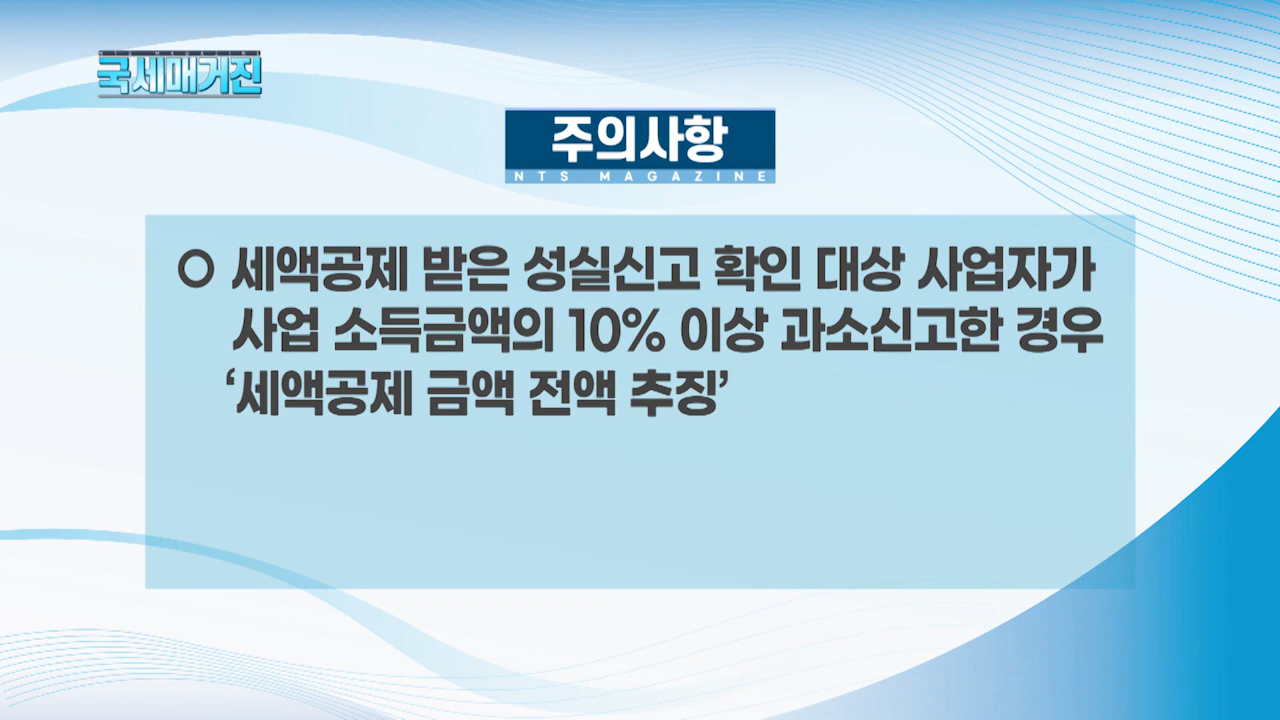 NTS MAGAZINE
국세매거진
주의사항
NTS MAGAZINE
○ 세액공제 받은 성실신고 확인 대상 사업자가
사업 소득금액의 10% 이상 과소신고한 경우
‘세액공제 금액 전액 추징’